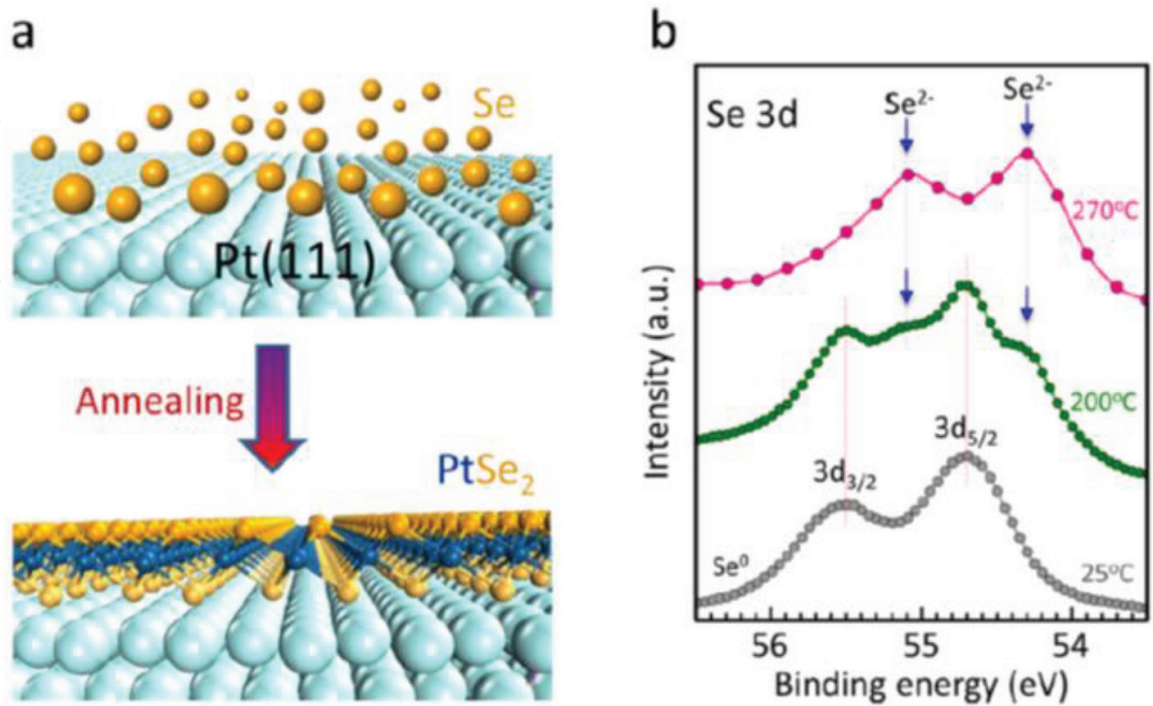 a
Se
Pt(111)
Annealing
PtSe₂
b
Se 3d
Se²⁻
Se²⁻
270°C
200°C
3d₅/₂
3d₃/₂
Se⁰
25°C
56
55
54
Intensity (a.u.)
Binding energy (eV)